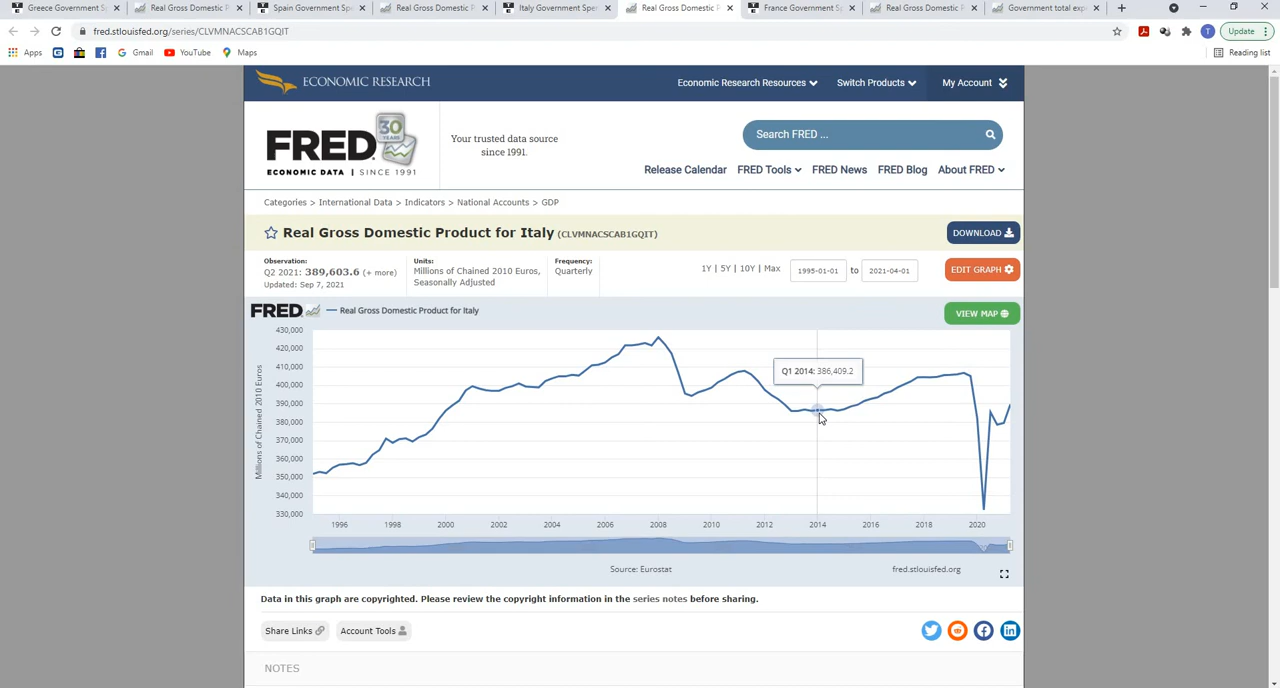 Greece Government Sp
Real Gross Domestic P
Spain Government Spe
Real Gross Domestic P
Italy Government Spen
Real Gross Domestic P
France Government Sp
Real Gross Domestic P
Government total exp
fred.stlouisfed.org/series/CLVMNACSCAB1GQIT
T
Update
Apps
Gmail
YouTube
Maps
Reading list
ECONOMIC RESEARCH
Economic Research Resources
Switch Products
My Account
FRED
30
YEARS
ECONOMIC DATA | SINCE 1991
Your trusted data source
since 1991.
Search FRED ...
Release Calendar
FRED Tools
FRED News
FRED Blog
About FRED
Categories > International Data > Indicators > National Accounts > GDP
Real Gross Domestic Product for Italy (CLVMNACSCAB1GQIT)
DOWNLOAD
Observation:
Q2 2021: 389,603.6 (+ more)
Updated: Sep 7, 2021
Units:
Millions of Chained 2010 Euros,
Seasonally Adjusted
Frequency:
Quarterly
1Y | 5Y | 10Y | Max
1995-01-01 to 2021-04-01
EDIT GRAPH
FRED
Real Gross Domestic Product for Italy
VIEW MAP
Millions of Chained 2010 Euros
430,000
420,000
410,000
400,000
390,000
380,000
370,000
360,000
350,000
340,000
330,000
Q1 2014: 386,409.2
1996 1998 2000 2002 2004 2006 2008 2010 2012 2014 2016 2018 2020
Source: Eurostat
fred.stlouisfed.org
Data in this graph are copyrighted. Please review the copyright information in the series notes before sharing.
Share Links
Account Tools
NOTES